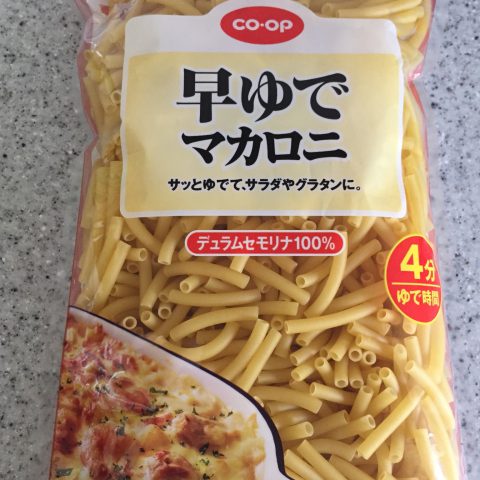 CO·OP
早ゆで
マカロニ
サッとゆでて、サラダやグラタンに。
デュラムセモリナ100%
4分
ゆで時間